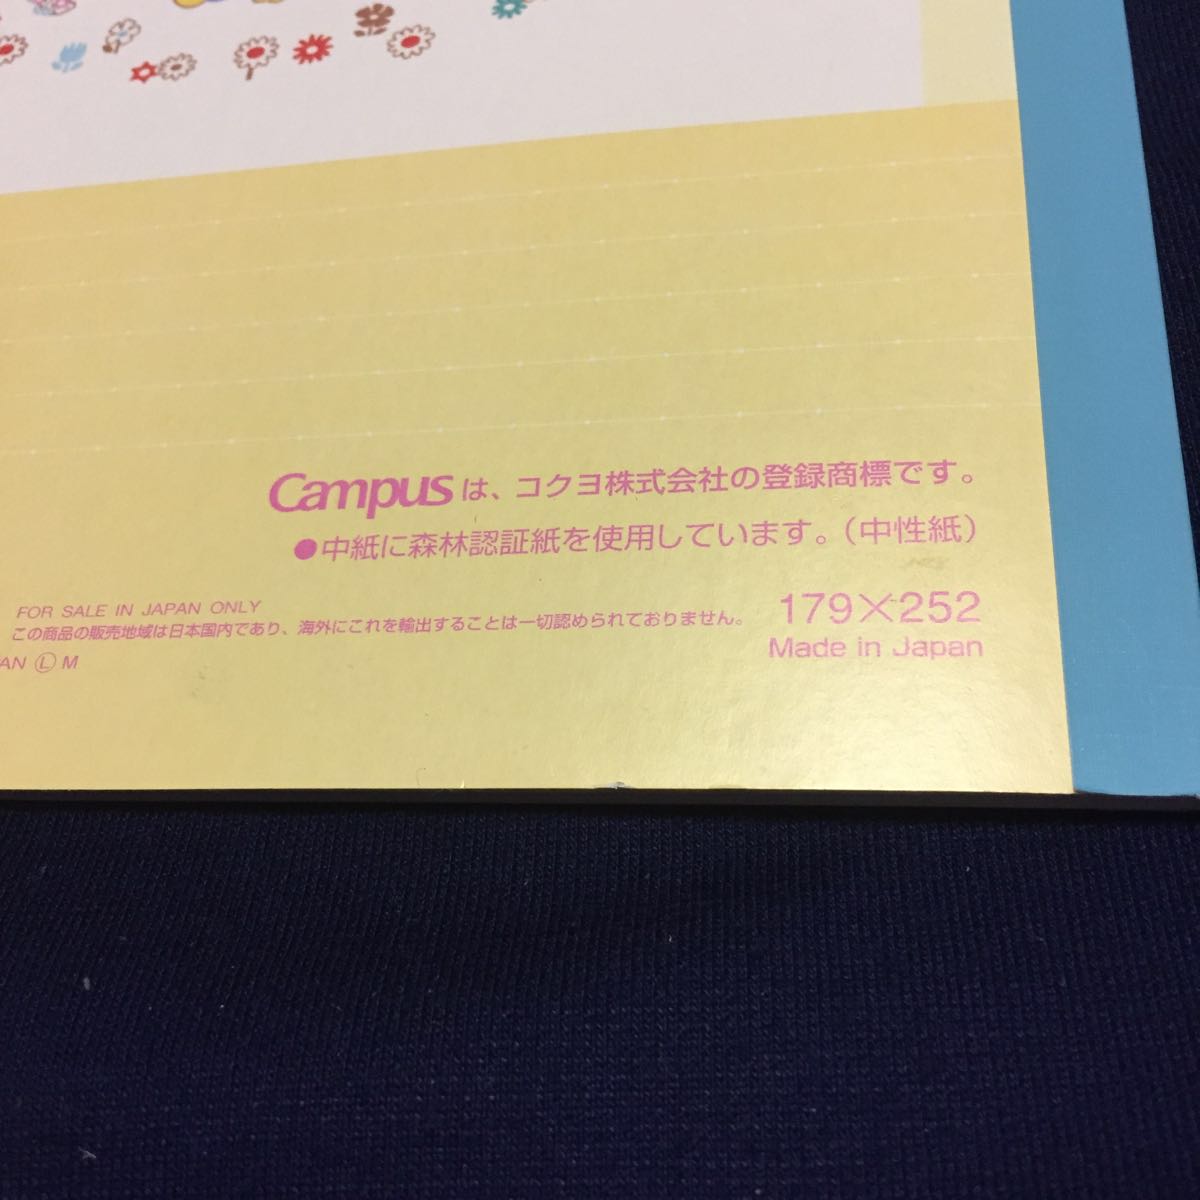 Campusは、コクヨ株式会社の登録商標です。
●中紙に森林認証紙を使用しています。(中性紙)
FOR SALE IN JAPAN ONLY
この商品の販売地域は日本国内であり、海外にこれを輸出することは一切認められておりません。
179×252
Made in Japan
AN Ⓛ M